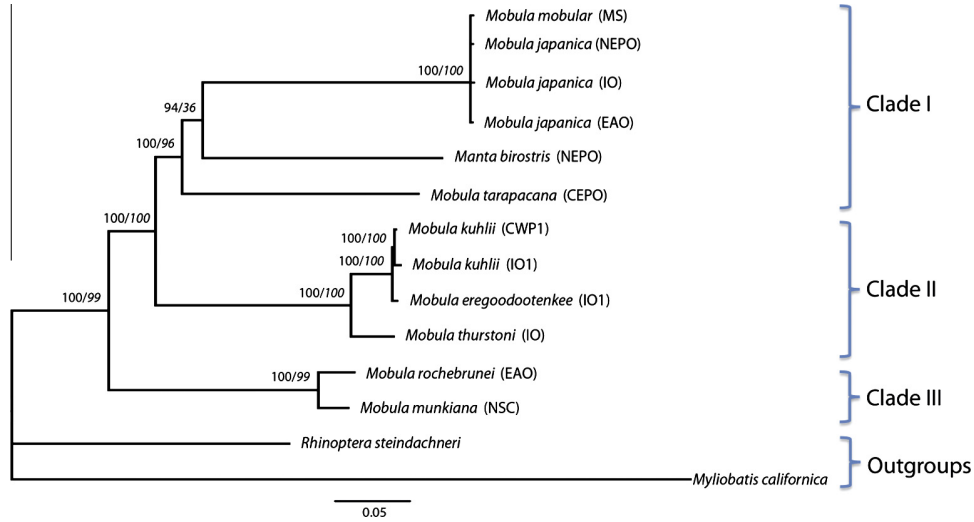 Mobula mobular (MS)
Mobula japanica (NEPO)
100/100
Mobula japanica (IO)
Clade I
94/36
Mobula japanica (EAO)
100/96
Manta birostris (NEPO)
Mobula tarapacana (CEPO)
100/100
Mobula kuhlii (CWP1)
100/100
100/100
Mobula kuhlii (IO1)
Clade II
100/99
100/100
Mobula eregoodootenkee (IO1)
Mobula thurstoni (IO)
100/99
Mobula rochebrunei (EAO)
Clade III
Mobula munkiana (NSC)
Rhinoptera steindachneri
Outgroups
Myliobatis californica
0.05